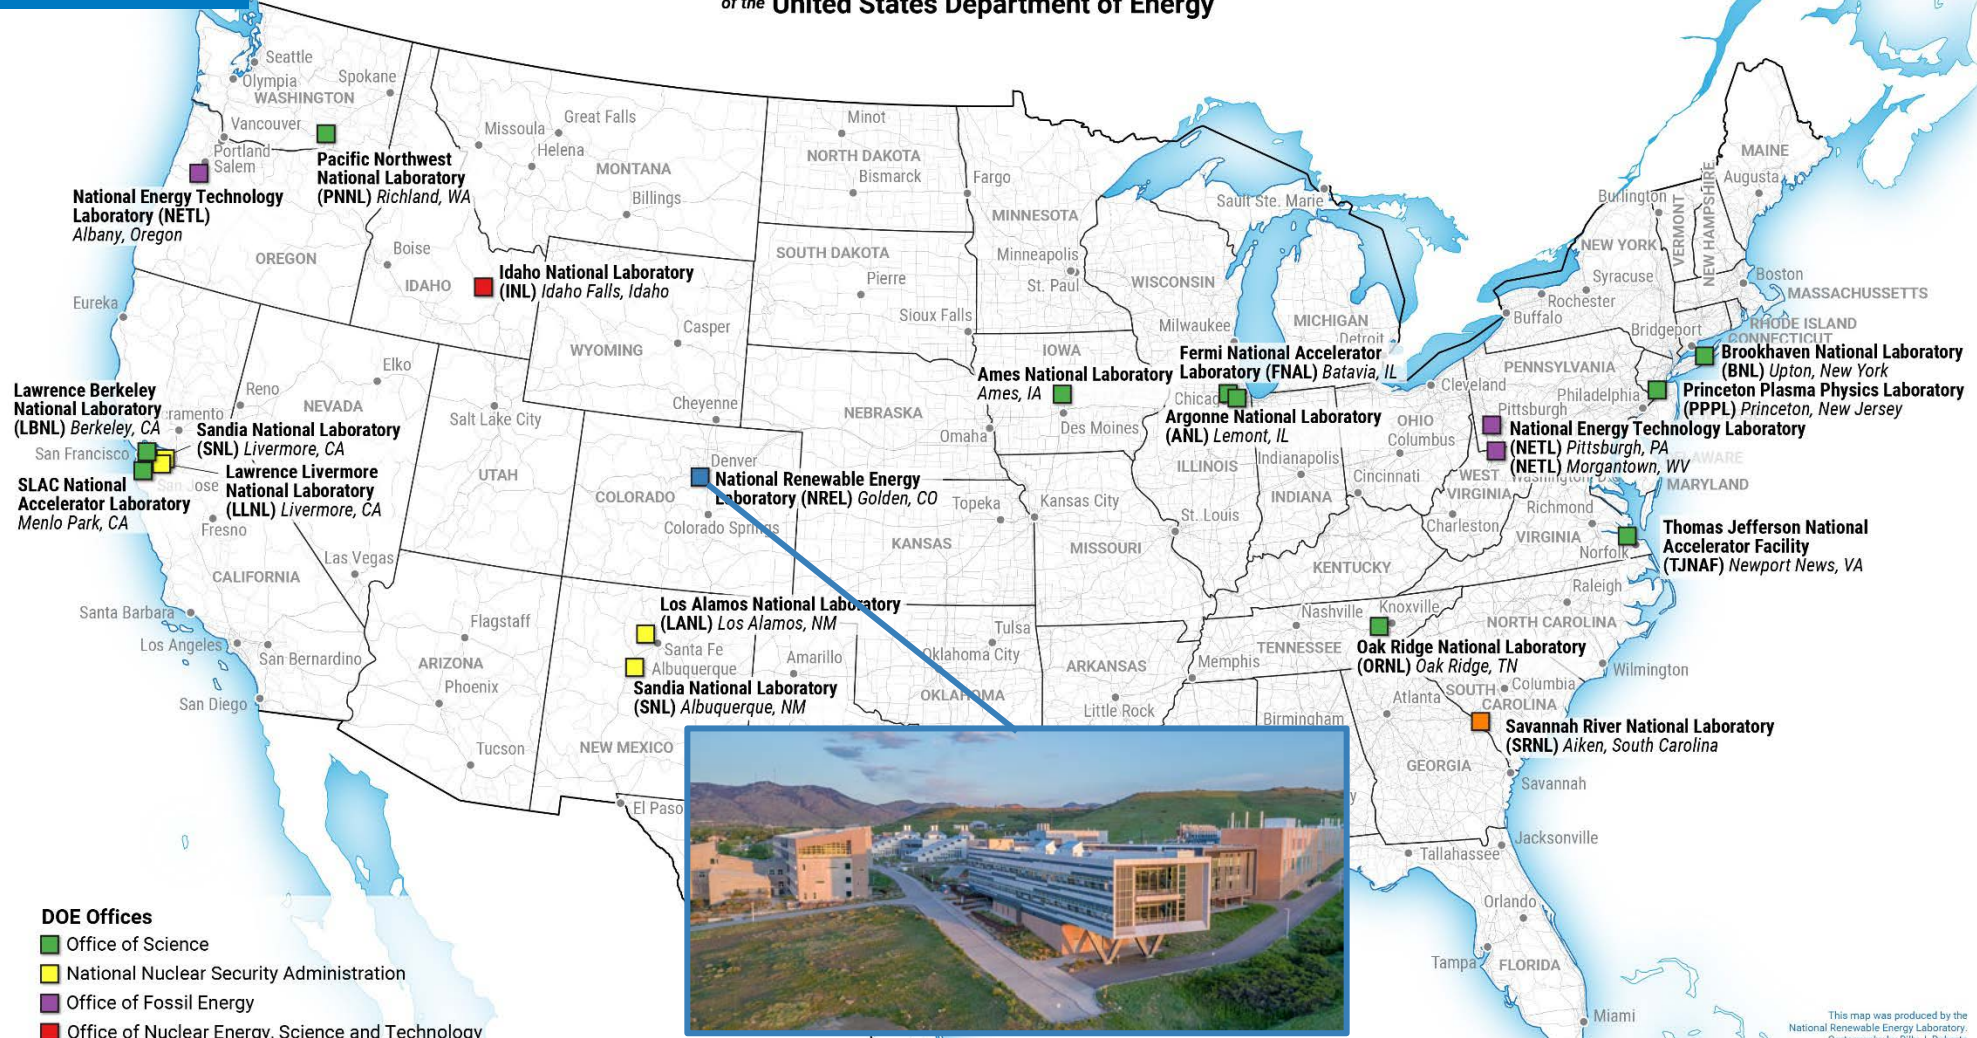 of the United States Department of Energy
Seattle
Olympia
Spokane
WASHINGTON
Vancouver
Portland
Salem
Pacific Northwest
National Laboratory
(PNNL) Richland, WA
National Energy Technology
Laboratory (NETL)
Albany, Oregon
OREGON
Boise
IDAHO
Idaho National Laboratory
(INL) Idaho Falls, Idaho
Missoula
Great Falls
Helena
MONTANA
Billings
Minot
NORTH DAKOTA
Bismarck
Fargo
MINNESOTA
Minneapolis
St. Paul
SOUTH DAKOTA
Pierre
Sioux Falls
WYOMING
Casper
Cheyenne
Eureka
Reno
Elko
NEVADA
Salt Lake City
UTAH
Lawrence Berkeley
National Laboratory
(LBNL) Berkeley, CA
Sandia National Laboratory
(SNL) Livermore, CA
San Francisco
Lawrence Livermore
National Laboratory
(LLNL) Livermore, CA
San Jose
SLAC National
Accelerator Laboratory
Menlo Park, CA
Fresno
Las Vegas
CALIFORNIA
Santa Barbara
Los Angeles
San Bernardino
San Diego
Denver
National Renewable Energy
Laboratory (NREL) Golden, CO
COLORADO
Colorado Springs
NEBRASKA
Omaha
Topeka
KANSAS
Kansas City
MISSOURI
St. Louis
IOWA
Ames National Laboratory
Ames, IA
Des Moines
WISCONSIN
Milwaukee
Sault Ste. Marie
MICHIGAN
Detroit
Fermi National Accelerator
Laboratory (FNAL) Batavia, IL
Argonne National Laboratory
(ANL) Lemont, IL
ILLINOIS
Indianapolis
INDIANA
OHIO
Columbus
Cincinnati
Cleveland
KENTUCKY
MAINE
Augusta
Burlington
VERMONT
NEW HAMPSHIRE
NEW YORK
Syracuse
Rochester
Buffalo
Boston
MASSACHUSSETTS
RHODE ISLAND
CONNECTICUT
Bridgeport
Brookhaven National Laboratory
(BNL) Upton, New York
PENNSYLVANIA
Philadelphia
Princeton Plasma Physics Laboratory
(PPPL) Princeton, New Jersey
Pittsburgh
National Energy Technology Laboratory
(NETL) Pittsburgh, PA
(NETL) Morgantown, WV
MARYLAND
WEST
VIRGINIA
Charleston
Richmond
VIRGINIA
Norfolk
Thomas Jefferson National
Accelerator Facility
(TJNAF) Newport News, VA
Raleigh
NORTH CAROLINA
Wilmington
Nashville
Knoxville
TENNESSEE
Memphis
Oak Ridge National Laboratory
(ORNL) Oak Ridge, TN
Atlanta
SOUTH
CAROLINA
Columbia
Savannah River National Laboratory
(SRNL) Aiken, South Carolina
GEORGIA
Savannah
Birmingham
Jacksonville
Tallahassee
Orlando
Tampa
FLORIDA
Miami
Los Alamos National Laboratory
(LANL) Los Alamos, NM
Santa Fe
Albuquerque
Sandia National Laboratory
(SNL) Albuquerque, NM
NEW MEXICO
Flagstaff
ARIZONA
Phoenix
Tucson
El Paso
Amarillo
Tulsa
Oklahoma City
OKLAHOMA
ARKANSAS
Little Rock
DOE Offices
Office of Science
National Nuclear Security Administration
Office of Fossil Energy
Office of Nuclear Energy, Science and Technology
This map was produced by the
National Renewable Energy Laboratory.